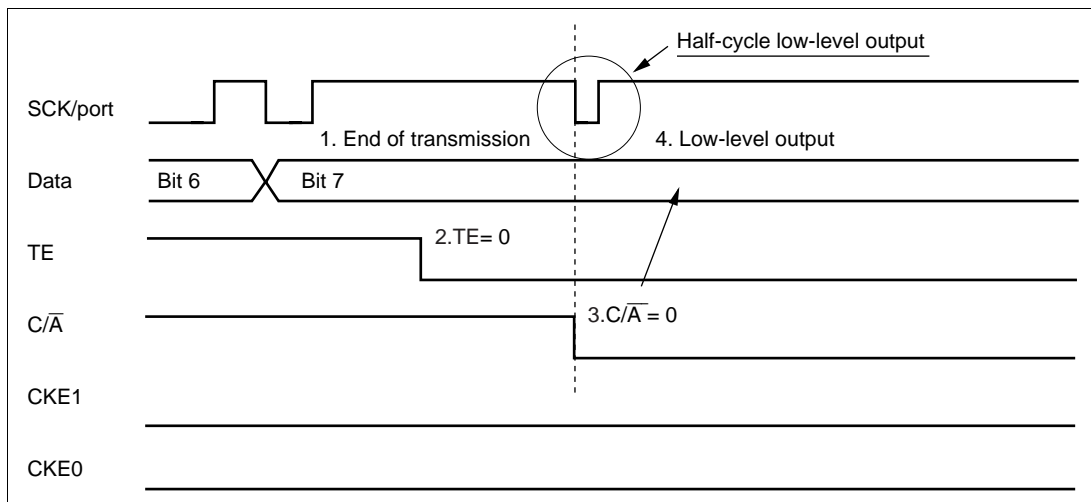 Half-cycle low-level output
SCK/port
1. End of transmission
4. Low-level output
Data
Bit 6
Bit 7
TE
2.TE= 0
C/A̅
3.C/A̅ = 0
CKE1
CKE0